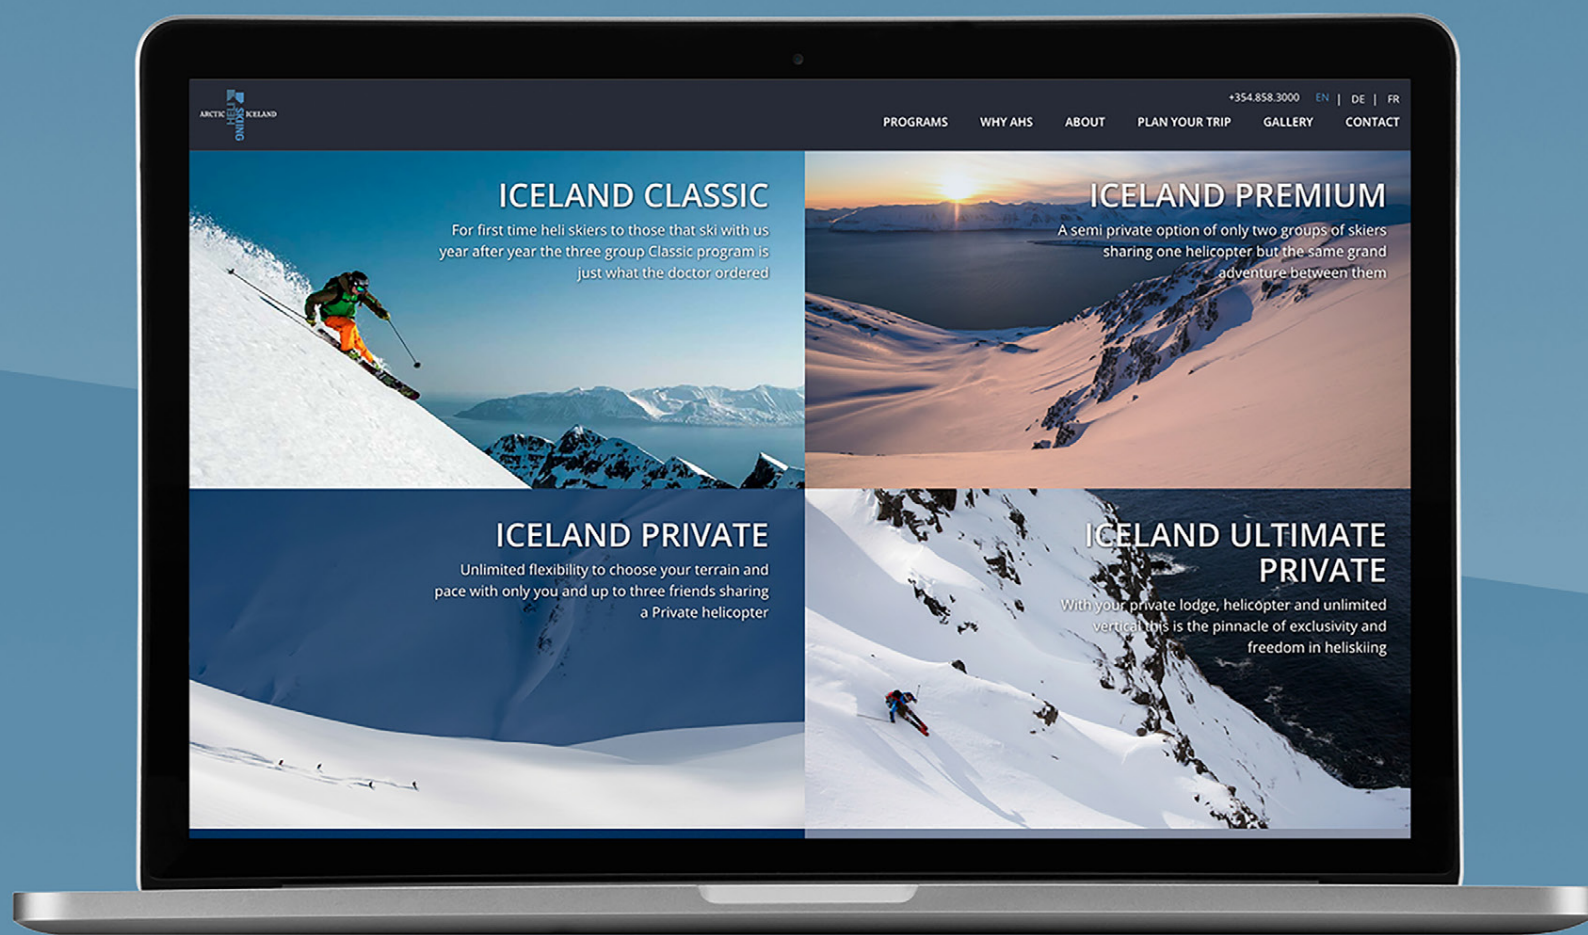 ARCTIC HELI SKIING ICELAND
+354.858.3000 EN | DE | FR
PROGRAMS WHY AHS ABOUT PLAN YOUR TRIP GALLERY CONTACT
ICELAND CLASSIC
For first time heli skiers to those that ski with us
year after year the three group Classic program is
just what the doctor ordered
ICELAND PREMIUM
A semi private option of only two groups of skiers
sharing one helicopter but the same grand
adventure between them
ICELAND PRIVATE
Unlimited flexibility to choose your terrain and
pace with only you and up to three friends sharing
a Private helicopter
ICELAND ULTIMATE
PRIVATE
With your private lodge, helicopter and unlimited
vertical this is the pinnacle of exclusivity and
freedom in heliskiing